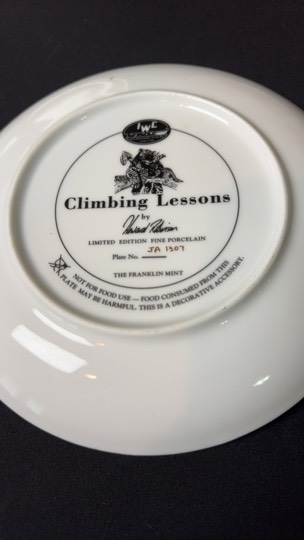 IWC
Climbing Lessons
by
LIMITED EDITION FINE PORCELAIN
Plate No. JA 1307
THE FRANKLIN MINT
NOT FOR FOOD USE — FOOD CONSUMED FROM THIS
PLATE MAY BE HARMFUL. THIS IS A DECORATIVE ACCESSORY.